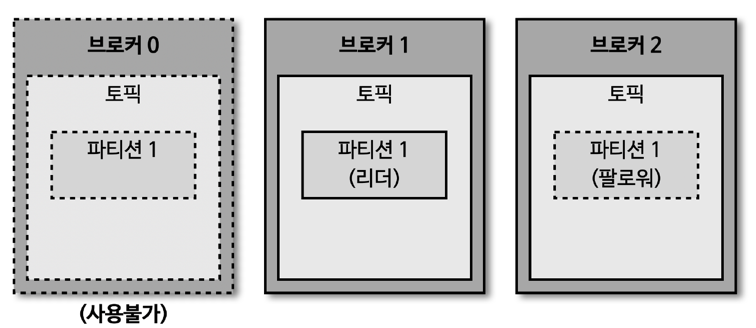 브로커 0
토픽
파티션 1
(사용불가)
브로커 1
토픽
파티션 1
(리더)
브로커 2
토픽
파티션 1
(팔로워)